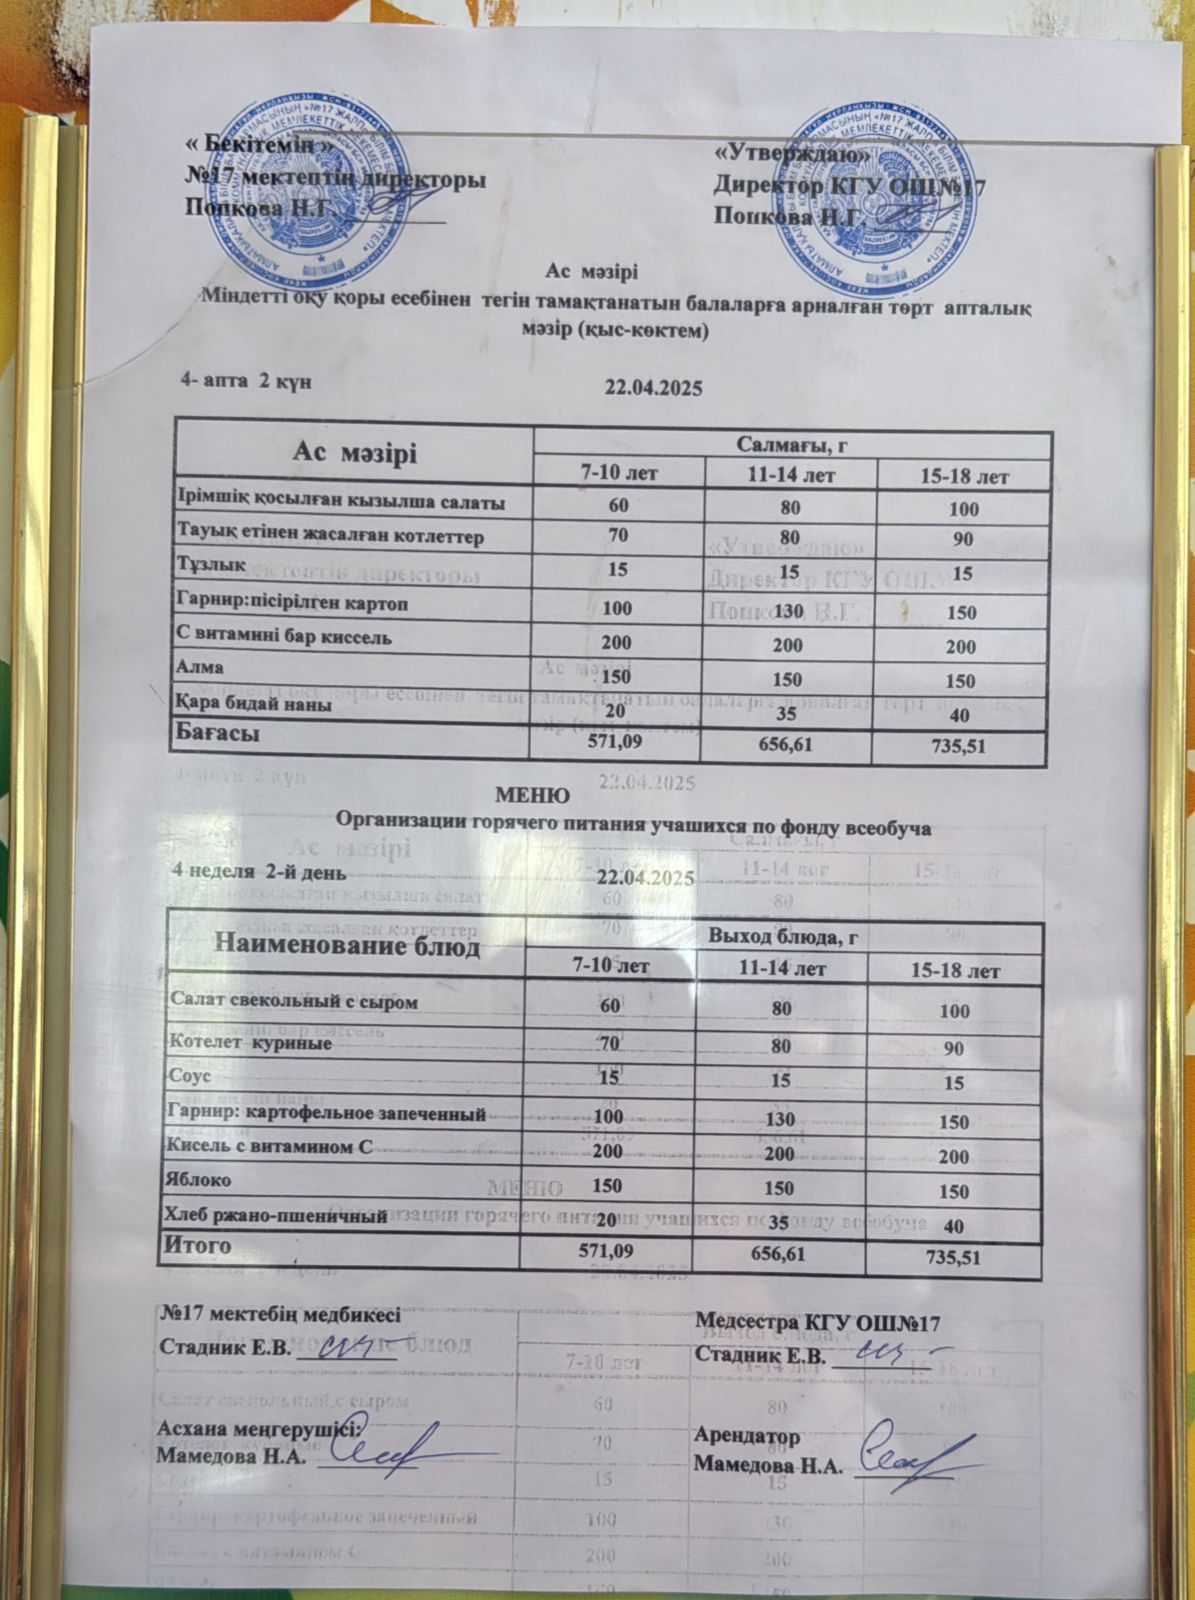 « Бекітемін »
№17 мектептің директоры
Попкова Н.Г.
«Утверждаю»
Директор КГУ ОШ№17
Попкова Н.Г.
Ас мәзірі
Міндетті оқу қоры есебінен тегін тамақтанатын балаларға арналған төрт апталық
мәзір (қыс-көктем)
4- апта 2 күн 22.04.2025
Ас мәзірі Салмағы, г
7-10 лет 11-14 лет 15-18 лет
Ірімшік қосылған кызылша салаты 60 80 100
Тауық етінен жасалған котлеттер 70 80 90
Тұзлык 15 15 15
Гарнир:пісірілген картоп 100 130 150
С витамині бар киссель 200 200 200
Алма 150 150 150
Қара бидай наны 20 35 40
Бағасы 571,09 656,61 735,51
МЕНЮ
Организации горячего питания учашихся по фонду всеобуча
4 неделя 2-й день 22.04.2025
Наименование блюд Выход блюда, г
7-10 лет 11-14 лет 15-18 лет
Салат свекольный с сыром 60 80 100
Котелет куриные 70 80 90
Соус 15 15 15
Гарнир: картофельное запеченный 100 130 150
Кисель с витамином С 200 200 200
Яблоко 150 150 150
Хлеб ржано-пшеничный 20 35 40
Итого 571,09 656,61 735,51
№17 мектебің медбикесі
Стадник Е.В.
Медсестра КГУ ОШ№17
Стадник Е.В.
Асхана меңгерушісі:
Мамедова Н.А.
Арендатор
Мамедова Н.А.